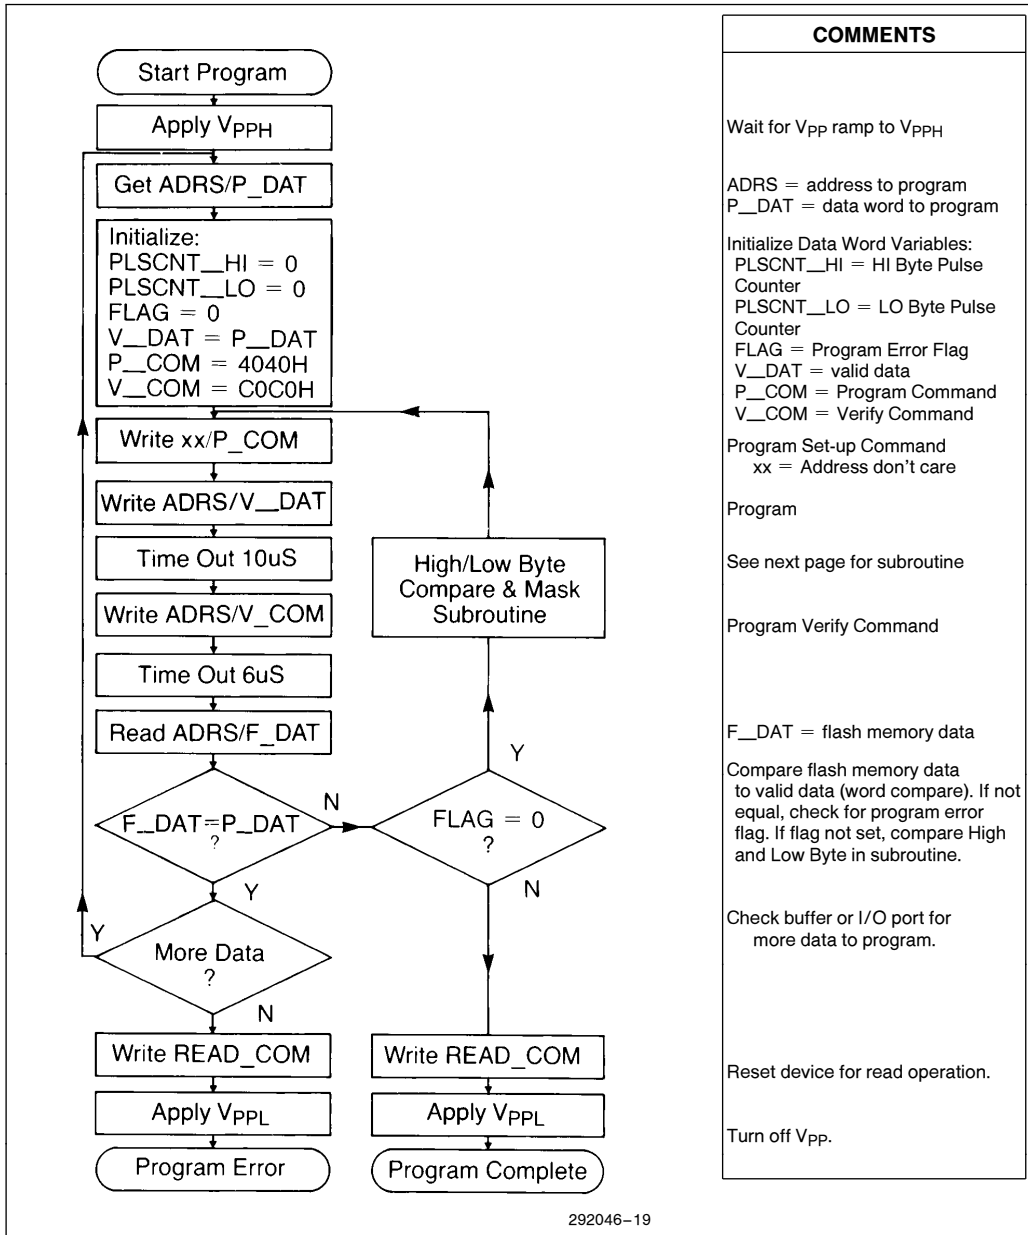 Start Program
Apply VPPH
Get ADRS/P_DAT
Initialize:
PLSCNT__HI = 0
PLSCNT__LO = 0
FLAG = 0
V__DAT = P__DAT
P__COM = 4040H
V__COM = C0C0H
Write xx/P_COM
Write ADRS/V__DAT
Time Out 10uS
Write ADRS/V_COM
Time Out 6uS
Read ADRS/F_DAT
F__DAT=P__DAT
?
N
Y
More Data
?
Y
N
Write READ_COM
Apply VPPL
Program Error
High/Low Byte
Compare & Mask
Subroutine
Y
FLAG = 0
?
N
Write READ_COM
Apply VPPL
Program Complete
COMMENTS
Wait for VPP ramp to VPPH
ADRS = address to program
P__DAT = data word to program
Initialize Data Word Variables:
PLSCNT__HI = HI Byte Pulse
Counter
PLSCNT__LO = LO Byte Pulse
Counter
FLAG = Program Error Flag
V__DAT = valid data
P__COM = Program Command
V__COM = Verify Command
Program Set-up Command
xx = Address don't care
Program
See next page for subroutine
Program Verify Command
F__DAT = flash memory data
Compare flash memory data
to valid data (word compare). If not
equal, check for program error
flag. If flag not set, compare High
and Low Byte in subroutine.
Check buffer or I/O port for
more data to program.
Reset device for read operation.
Turn off VPP.
292046–19